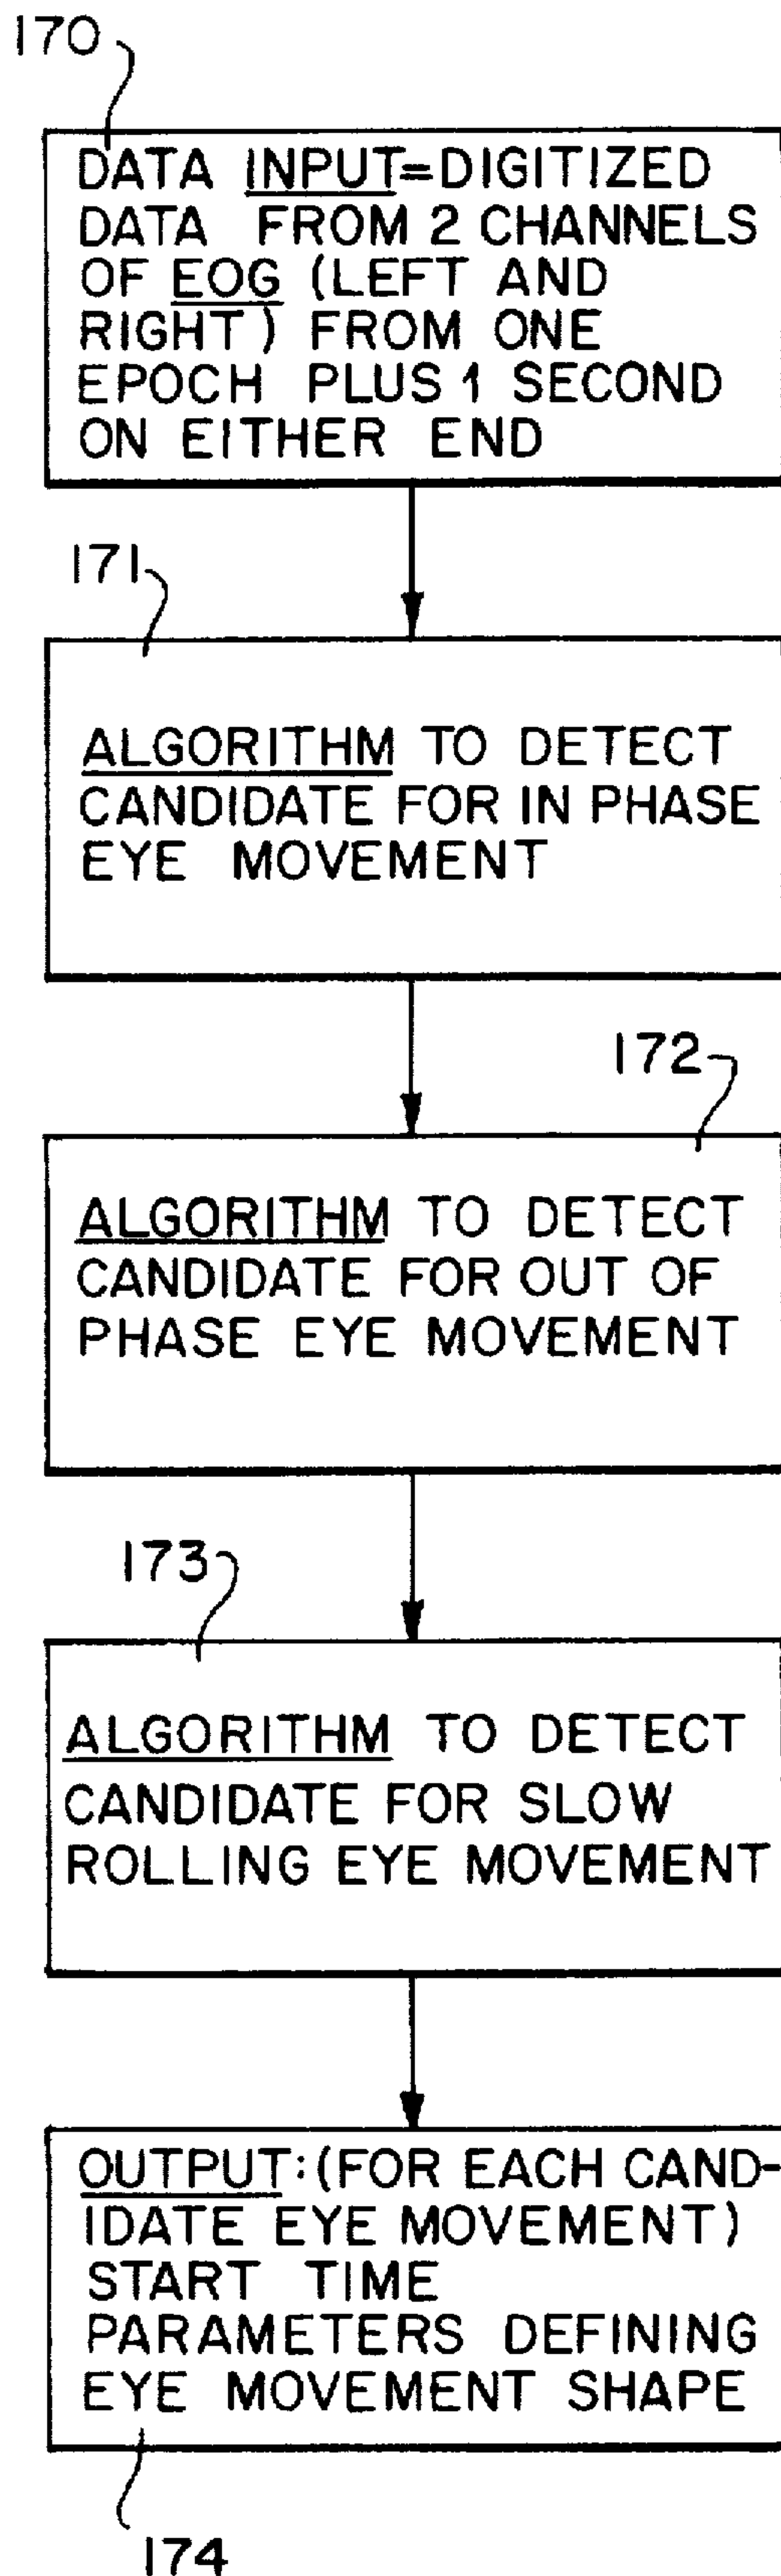 170
DATA INPUT=DIGITIZED
DATA FROM 2 CHANNELS
OF EOG (LEFT AND
RIGHT) FROM ONE
EPOCH PLUS 1 SECOND
ON EITHER END
171
ALGORITHM TO DETECT
CANDIDATE FOR IN PHASE
EYE MOVEMENT
172
ALGORITHM TO DETECT
CANDIDATE FOR OUT OF
PHASE EYE MOVEMENT
173
ALGORITHM TO DETECT
CANDIDATE FOR SLOW
ROLLING EYE MOVEMENT
OUTPUT:(FOR EACH CAND-
IDATE EYE MOVEMENT)
START TIME
PARAMETERS DEFINING
EYE MOVEMENT SHAPE
174